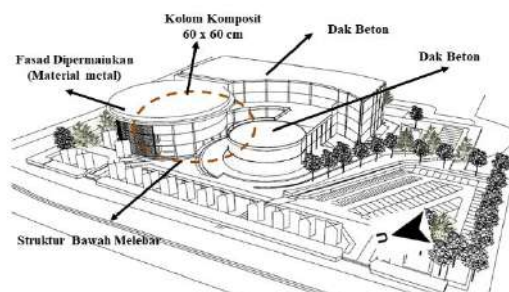 Kolom Komposit
60 x 60 cm
Dak Beton
Fasad Dipermainkan
(Material metal)
Dak Beton
Struktur Bawah Melebar
U